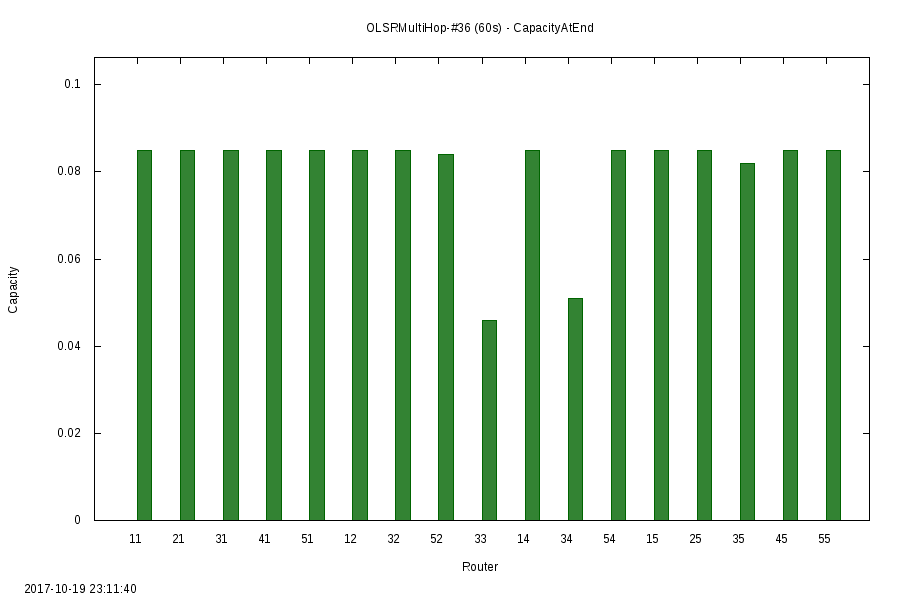 OLSRMultiHop-#36 (60s) - CapacityAtEnd
0.1
0.08
0.06
0.04
0.02
0
Capacity
11 21 31 41 51 12 32 52 33 14 34 54 15 25 35 45 55
Router
2017-10-19 23:11:40